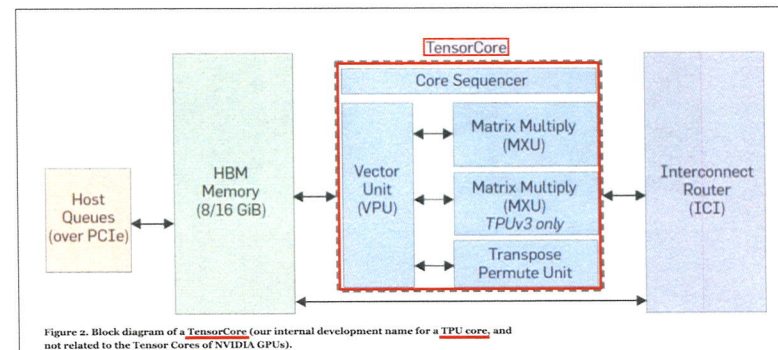 TensorCore
Core Sequencer
Host
Queues
(over PCIe)
HBM
Memory
(8/16 GiB)
Vector
Unit
(VPU)
Matrix Multiply
(MXU)
Matrix Multiply
(MXU)
TPUv3 only
Transpose
Permute Unit
Interconnect
Router
(ICI)
Figure 2. Block diagram of a TensorCore (our internal development name for a TPU core, and
not related to the Tensor Cores of NVIDIA GPUs).